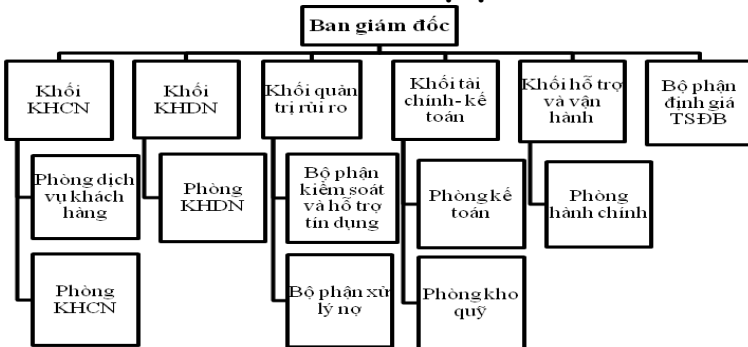 Ban giám đốc
Khối
KHCN
Khối
KHDN
Khối quản
trị rủi ro
Khối tài
chính- kế
toán
Khối hỗ trợ
và vận
hành
Bộ phận
định giá
TSĐB
Phòng dịch
vụ khách
hàng
Phòng
KHDN
Bộ phận
kiểm soát
và hỗ trợ
tín dụng
Phòng kế
toán
Phòng
hành chính
Phòng
KHCN
Bộ phận xử
lý nợ
Phòng kho
quỹ